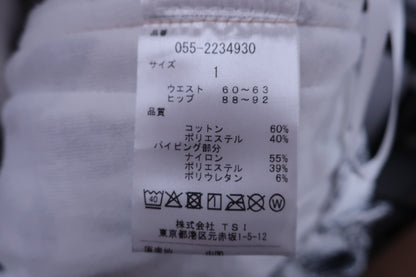 品番
055-2234930
サイズ
1
ウエスト 60~63
ヒップ 88~92
品質
コットン 60%
ポリエステル 40%
パイピング部分
ナイロン 55%
ポリエステル 39%
ポリウレタン 6%
40
W
株式会社 TSI
東京都港区元赤坂1-5-12